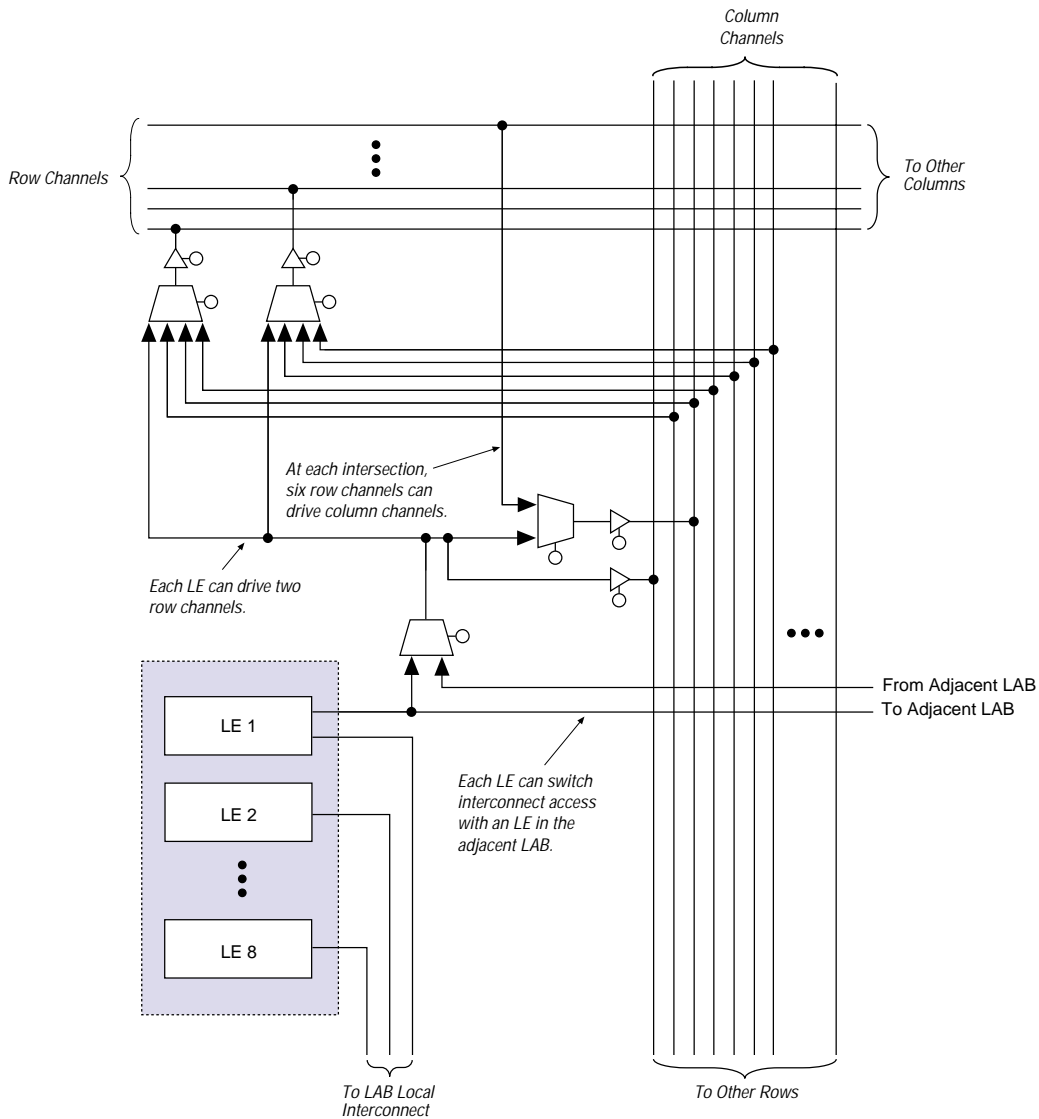 Column
Channels
Row Channels
To Other
Columns
At each intersection,
six row channels can
drive column channels.
Each LE can drive two
row channels.
From Adjacent LAB
To Adjacent LAB
LE 1
Each LE can switch
interconnect access
with an LE in the
adjacent LAB.
LE 2
LE 8
To LAB Local
Interconnect
To Other Rows